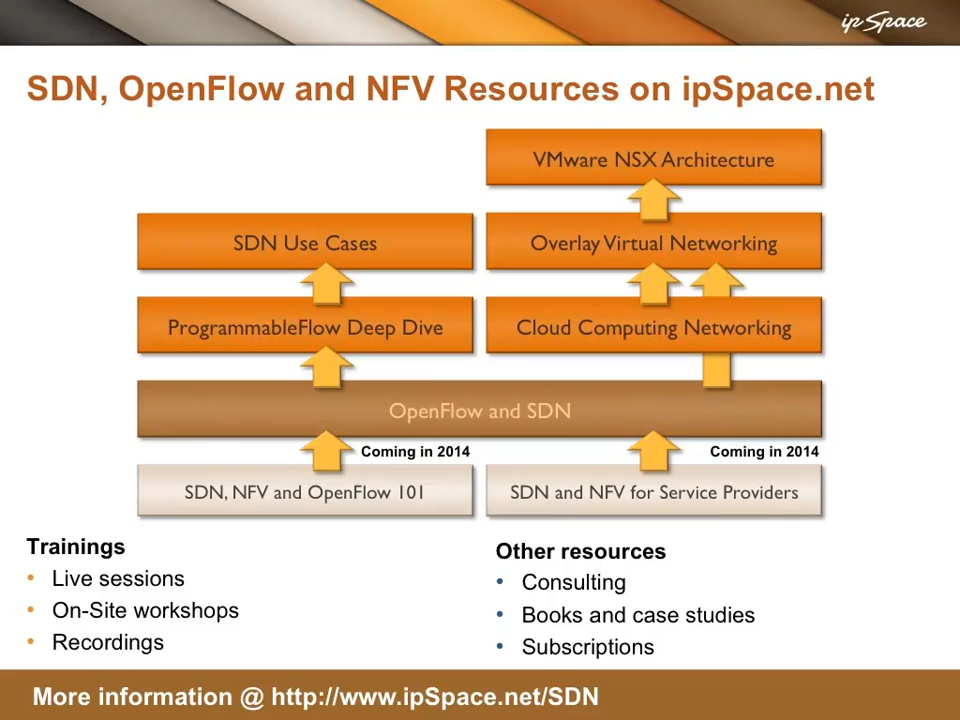 ip Space
SDN, OpenFlow and NFV Resources on ipSpace.net
VMware NSX Architecture
SDN Use Cases
Overlay Virtual Networking
ProgrammableFlow Deep Dive
Cloud Computing Networking
OpenFlow and SDN
Coming in 2014
Coming in 2014
SDN, NFV and OpenFlow 101
SDN and NFV for Service Providers
Trainings
• Live sessions
• On-Site workshops
• Recordings
Other resources
• Consulting
• Books and case studies
• Subscriptions
More information @ http://www.ipSpace.net/SDN